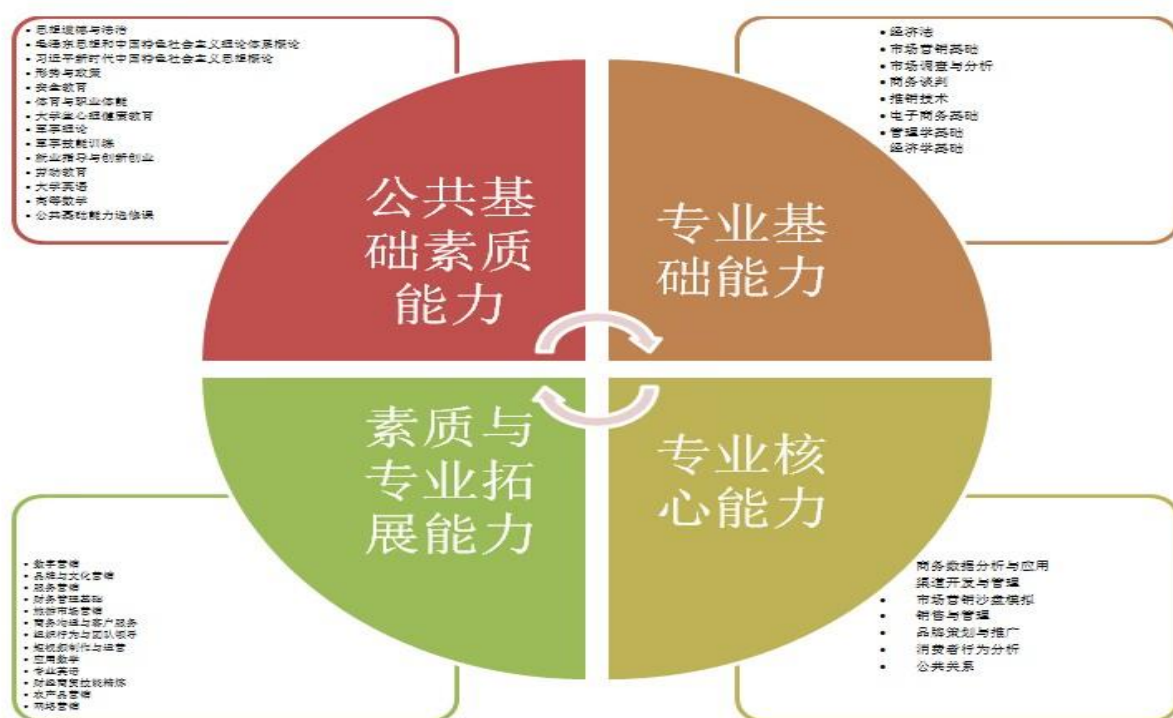 • 思想道德与法治
• 毛泽东思想和中国特色社会主义理论体系概论
• 习近平新时代中国特色社会主义思想概论
• 形势与政策
• 安全教育
• 体育与职业体能
• 大学生心理健康教育
• 军事理论
• 军事技能训练
• 就业指导与创新创业
• 劳动教育
• 大学英语
• 高等数学
• 公共基础能力选修课
• 经济法
• 市场营销基础
• 市场调查与分析
• 商务谈判
• 推销技术
• 电子商务基础
• 管理学基础
经济学基础
公共基
础素质
能力
专业基
础能力
素质与
专业拓
展能力
专业核
心能力
• 数字营销
• 品牌与文化营销
• 服务营销
• 财务管理基础
• 旅游市场营销
• 商务沟通与客户服务
• 组织行为与团队领导
• 短视频制作与运营
• 应用数学
• 专业英语
• 财经商贸技能精炼
• 农产品营销
• 网络营销
• 商务数据分析与应用
渠道开发与管理
• 市场营销沙盘模拟
• 销售与管理
• 品牌策划与推广
• 消费者行为分析
• 公共关系